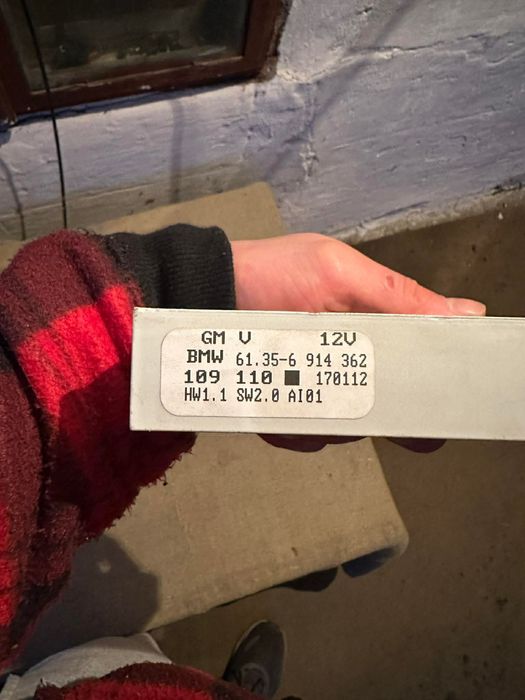 GM V 12V
BMW 61.35-6 914 362
109 110 ■ 170112
HW1.1 SW2.0 AI01